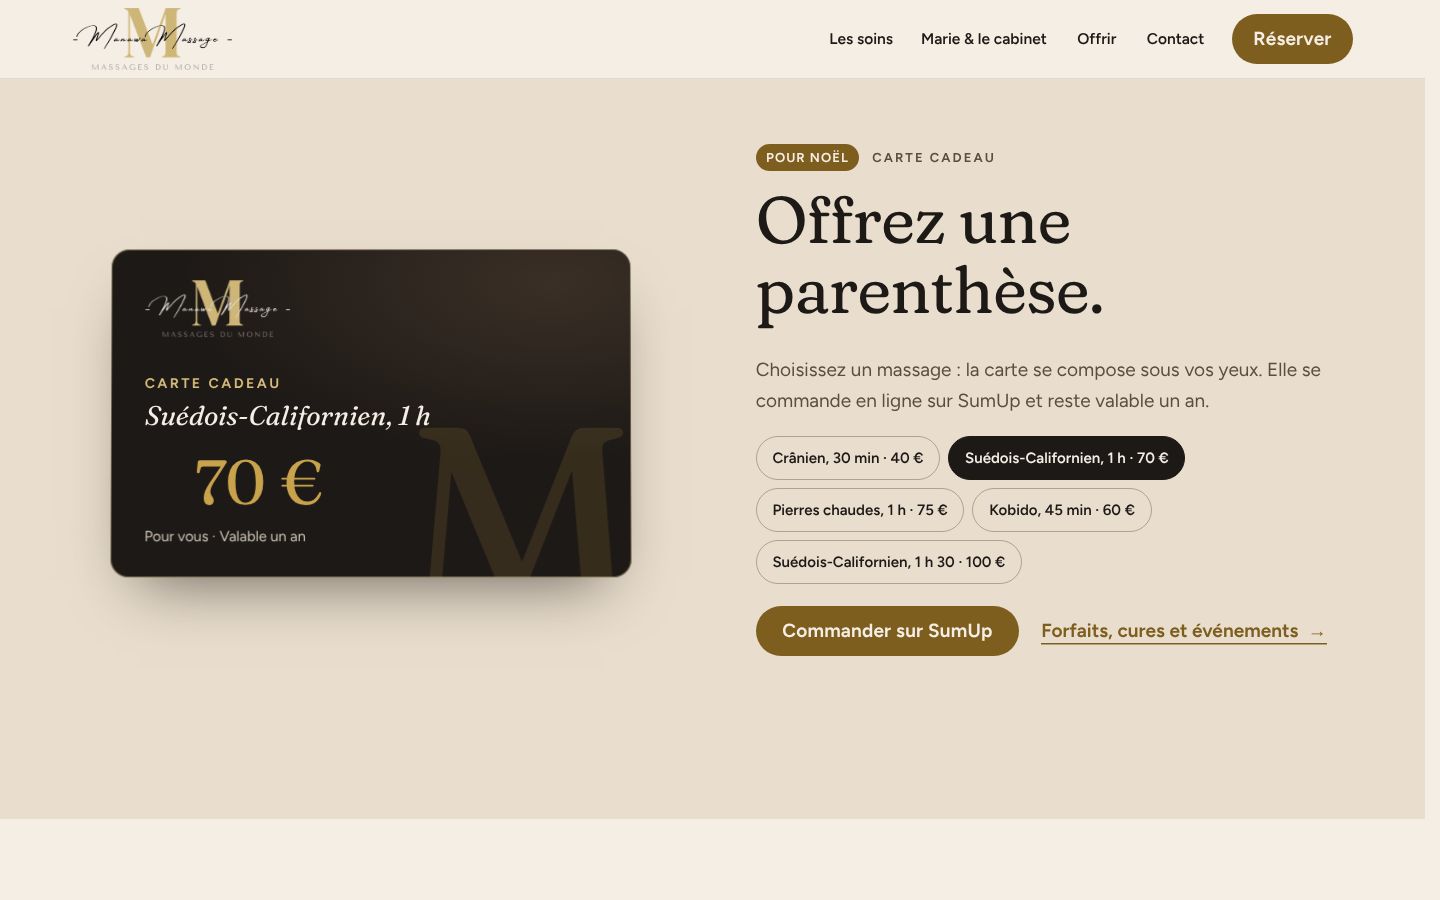 - Manawa Massage -
M
MASSAGES DU MONDE
Les soins
Marie & le cabinet
Offrir
Contact
Réserver
- Manawa Massage -
M
MASSAGES DU MONDE
CARTE CADEAU
Suédois-Californien, 1 h
70 €
Pour vous · Valable un an
M
POUR NOËL
CARTE CADEAU
Offrez une
parenthèse.
Choisissez un massage : la carte se compose sous vos yeux. Elle se
commande en ligne sur SumUp et reste valable un an.
Crânien, 30 min · 40 €
Suédois-Californien, 1 h · 70 €
Pierres chaudes, 1 h · 75 €
Kobido, 45 min · 60 €
Suédois-Californien, 1 h 30 · 100 €
Commander sur SumUp
Forfaits, cures et événements →